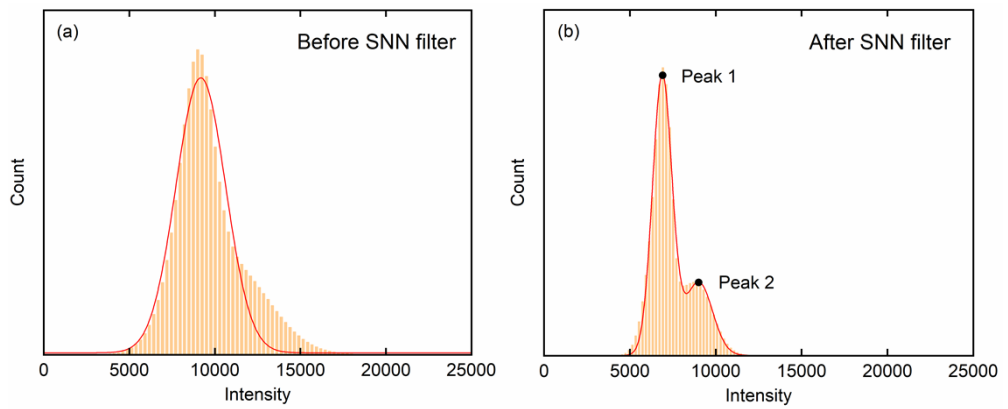 (a)
Before SNN filter
Count
0 5000 10000 15000 20000 25000
Intensity
(b)
After SNN filter
Peak 1
Peak 2
Count
0 5000 10000 15000 20000 25000
Intensity